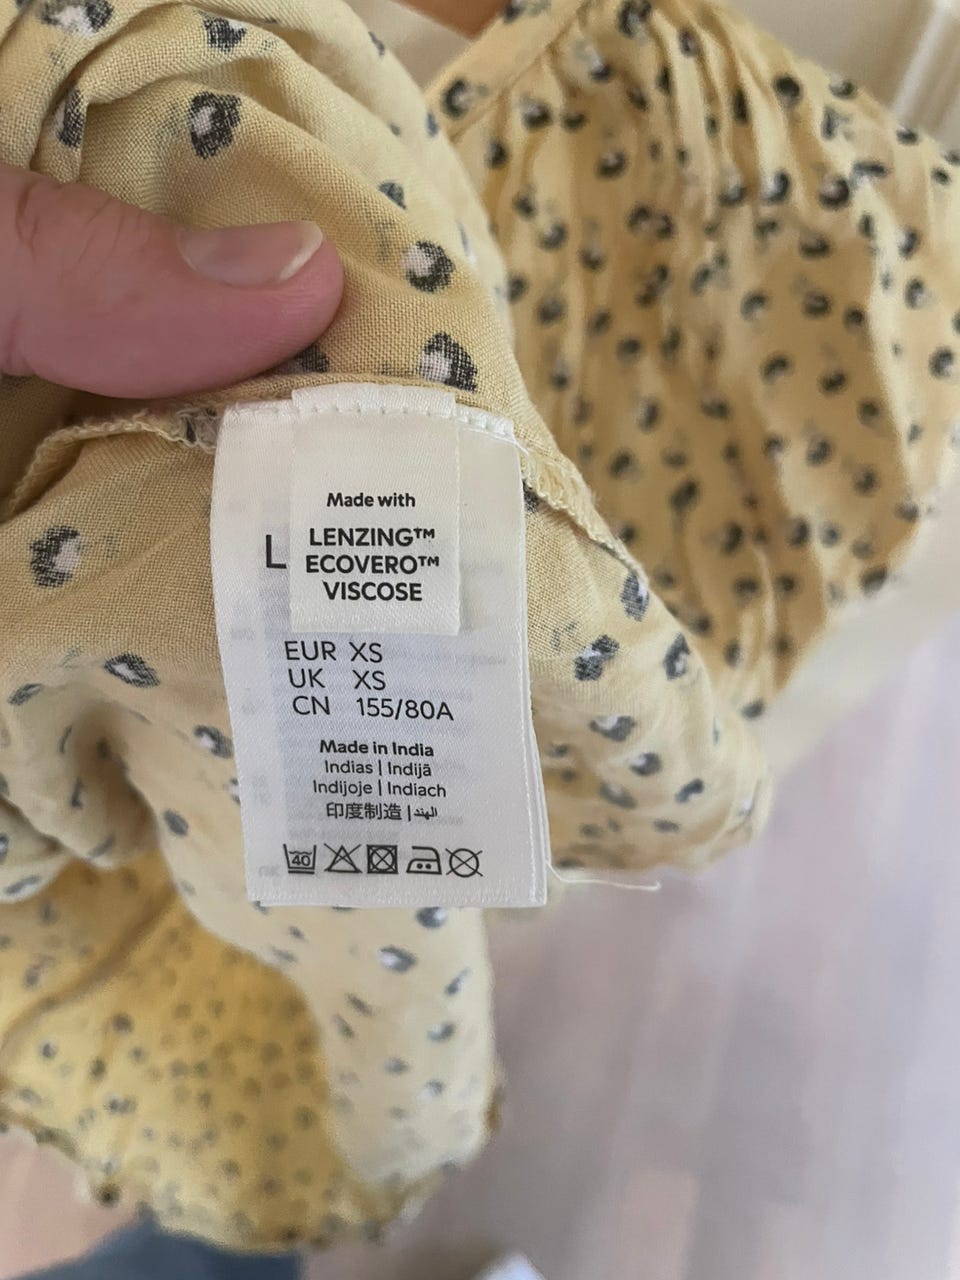 Made with
LENZING™
ECOVERO™
VISCOSE
L
EUR XS
UK XS
CN 155/80A
Made in India
Indias | Indijā
Indijoje | Indiach
印度制造 | الهند
40